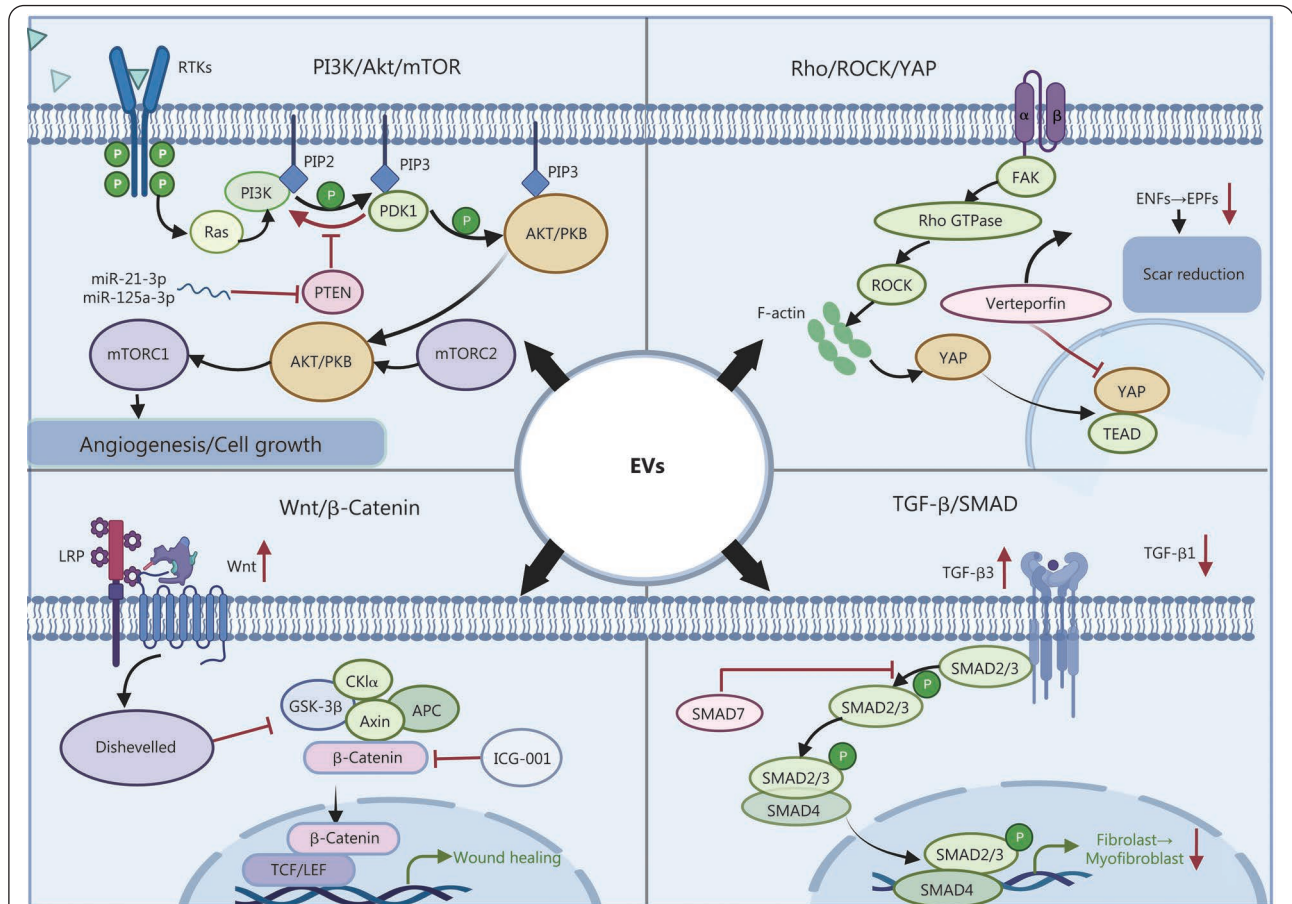 PI3K/Akt/mTOR
RTKs
P
P
P
P
PIP2
PIP3
PIP3
PI3K
P
PDK1
P
AKT/PKB
Ras
miR-21-3p
miR-125a-3p
PTEN
mTORC1
AKT/PKB
mTORC2
Angiogenesis/Cell growth
Rho/ROCK/YAP
α
β
FAK
Rho GTPase
ENFs→EPFs
Scar reduction
ROCK
Verteporfin
F-actin
YAP
YAP
TEAD
EVs
Wnt/β-Catenin
LRP
Wnt
CKIα
GSK-3β
APC
Axin
Dishevelled
β-Catenin
ICG-001
β-Catenin
TCF/LEF
Wound healing
TGF-β/SMAD
TGF-β3
TGF-β1
SMAD2/3
P
SMAD7
SMAD2/3
P
SMAD2/3
SMAD4
P
SMAD2/3
SMAD4
Fibrolast→
Myofibroblast